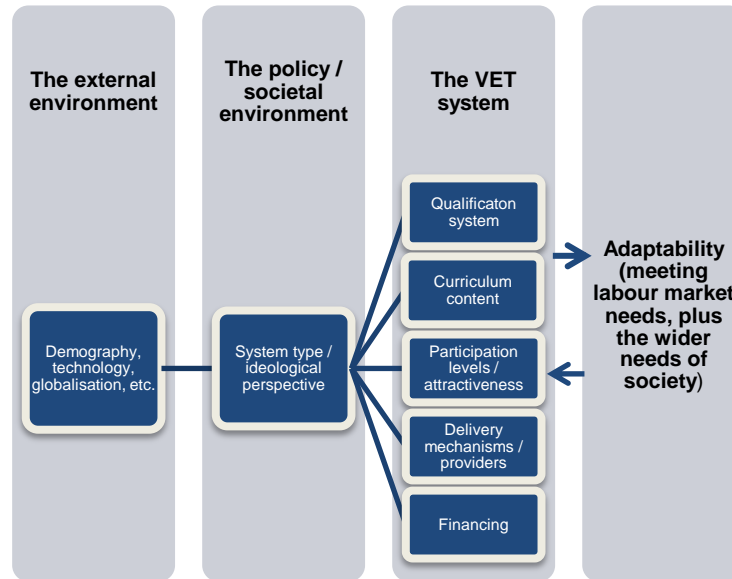 The external
environment
The policy /
societal
environment
The VET
system
Demography,
technology,
globalisation, etc.
System type /
ideological
perspective
Qualificaton
system
Curriculum
content
Participation
levels /
attractiveness
Delivery
mechanisms /
providers
Financing
Adaptability
(meeting
labour market
needs, plus
the wider
needs of
society)